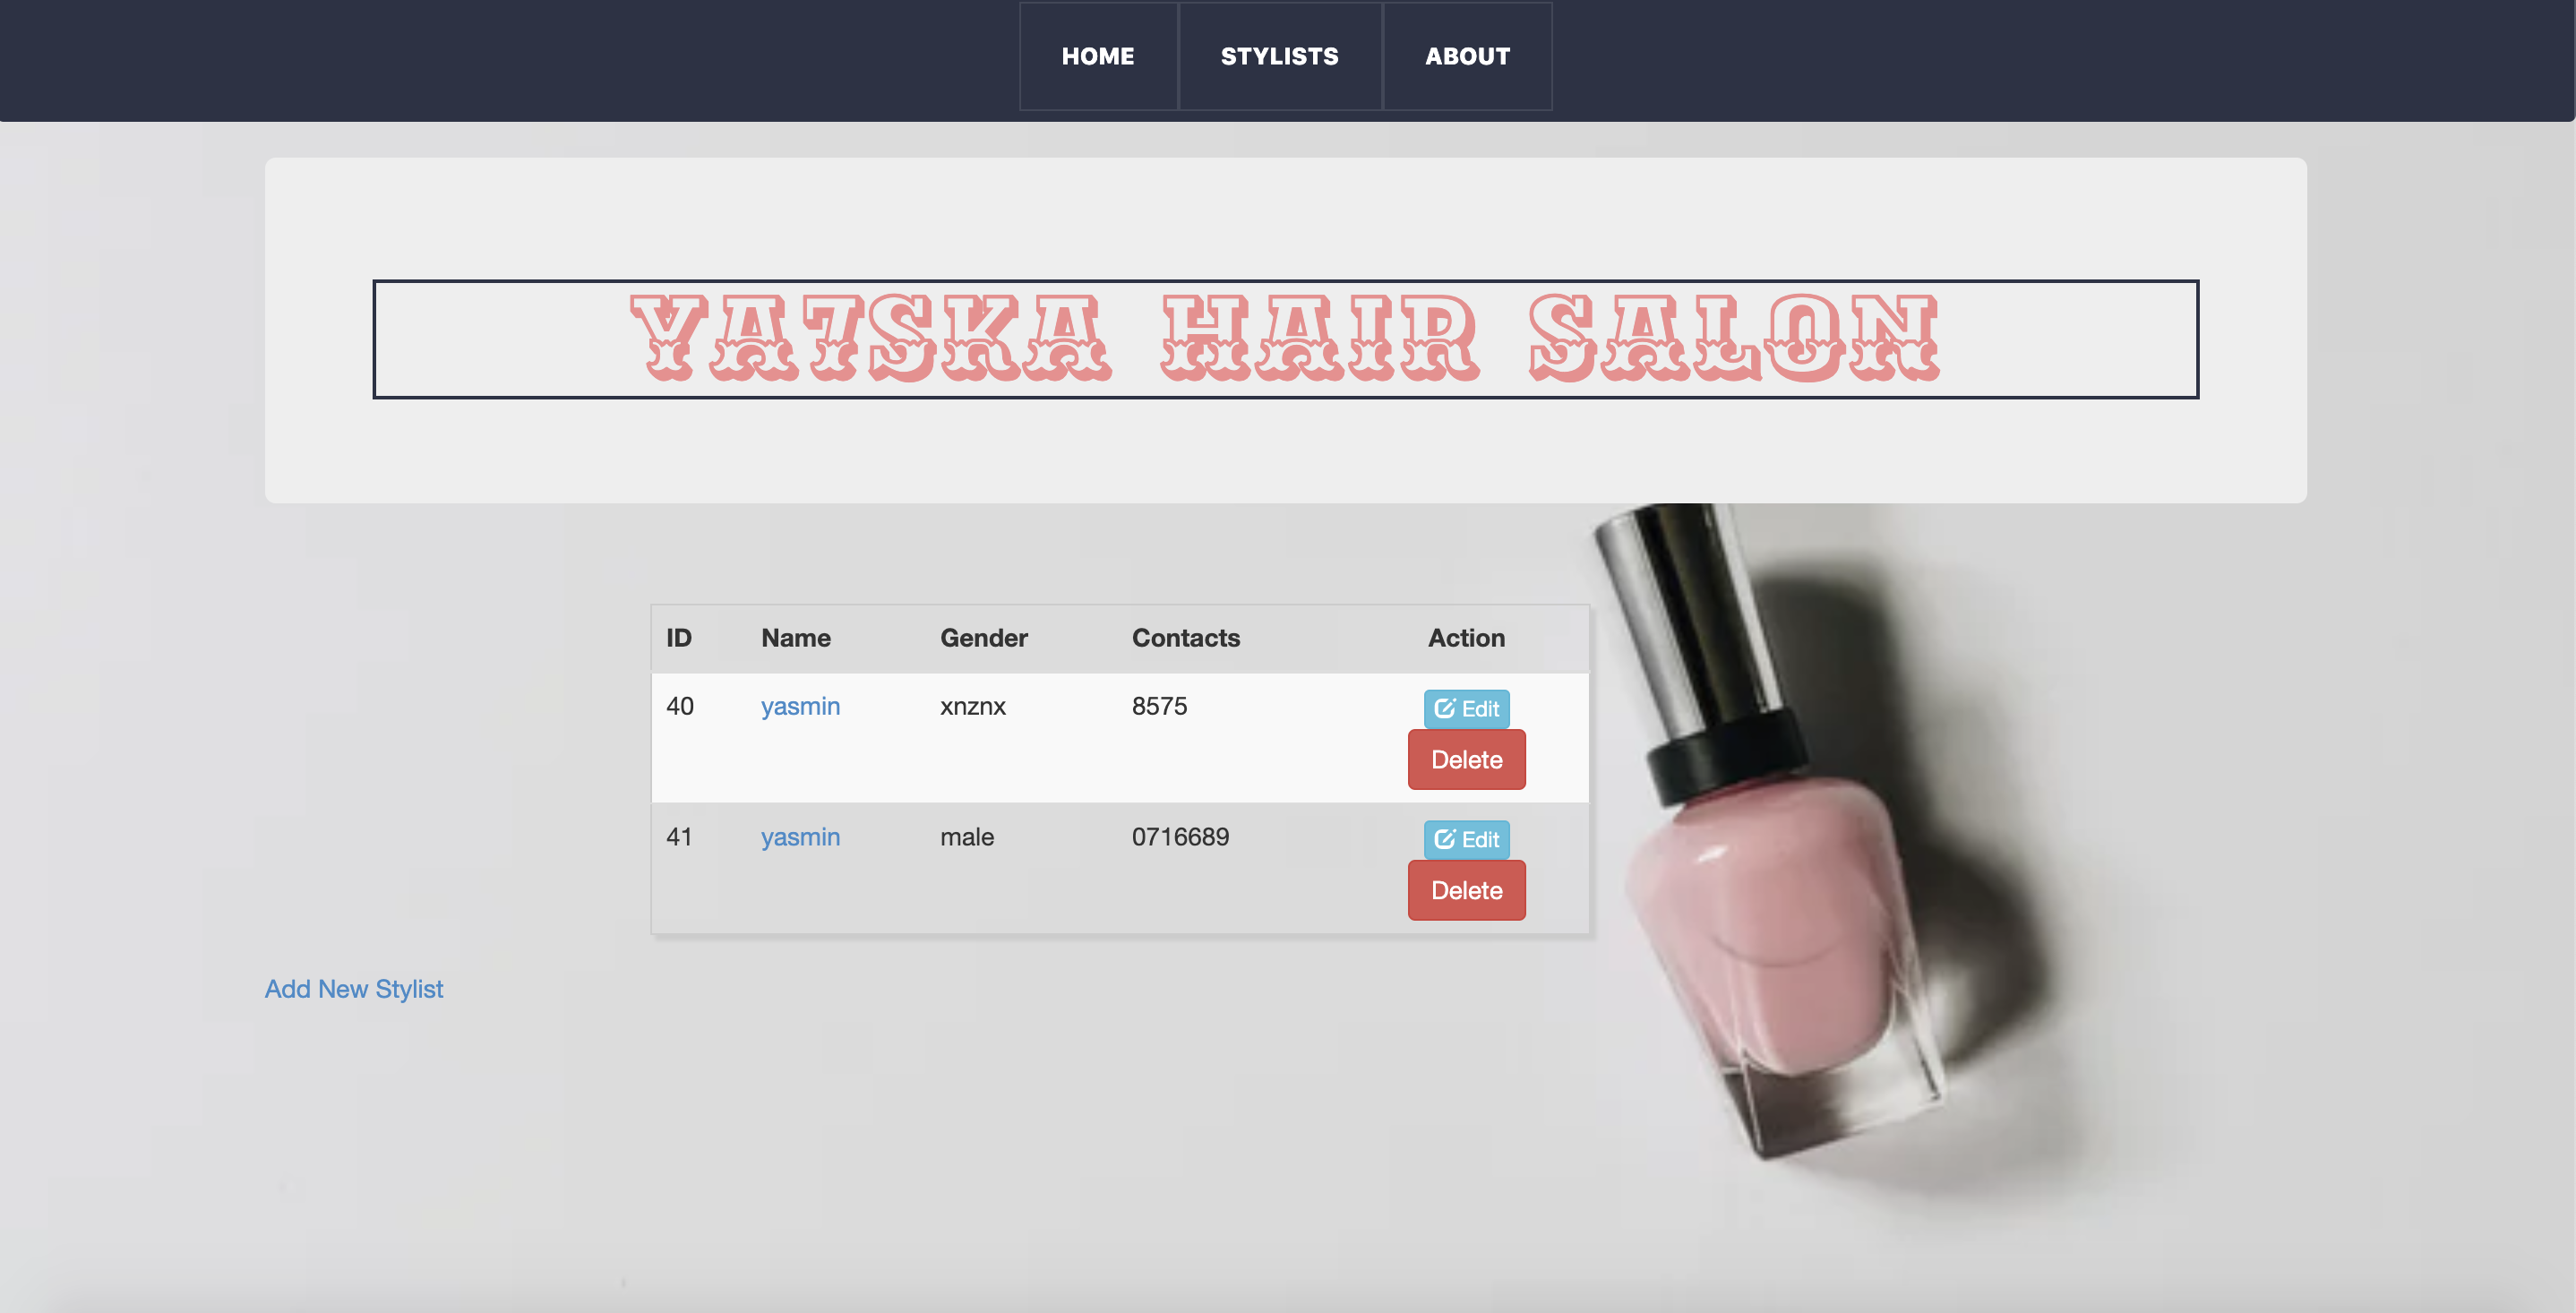 HOME STYLISTS ABOUT
YATSKA HAIR SALON
ID Name Gender Contacts Action
40 yasmin xnznx 8575 Edit
Delete
41 yasmin male 0716689 Edit
Delete
Add New Stylist